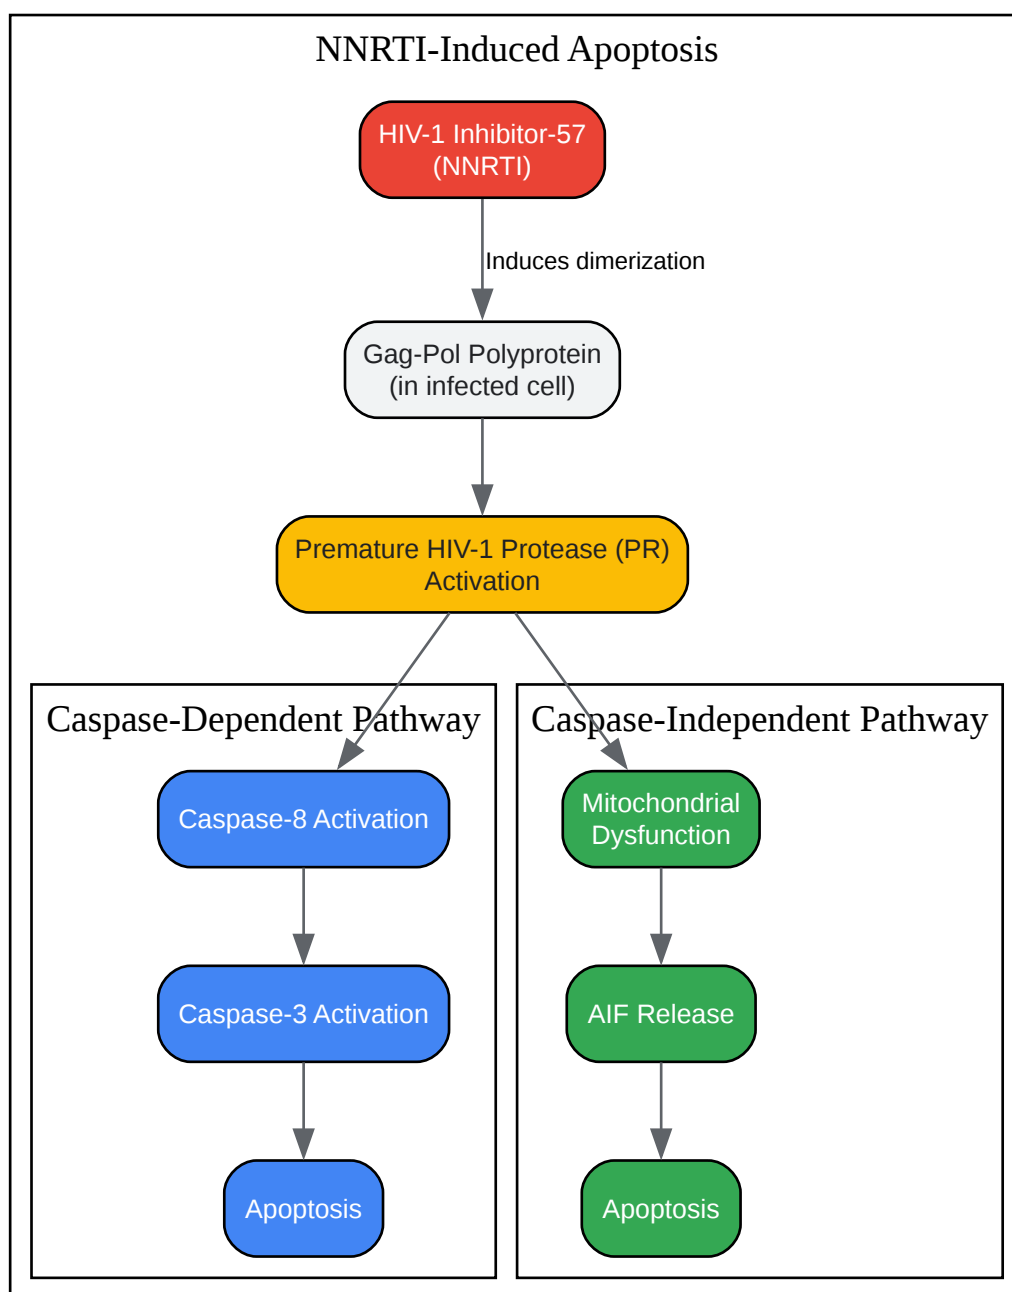 NNRTI-Induced Apoptosis
HIV-1 Inhibitor-57
(NNRTI)
Induces dimerization
Gag-Pol Polyprotein
(in infected cell)
Premature HIV-1 Protease (PR)
Activation
Caspase-Dependent Pathway
Caspase-8 Activation
Caspase-3 Activation
Apoptosis
Caspase-Independent Pathway
Mitochondrial
Dysfunction
AIF Release
Apoptosis